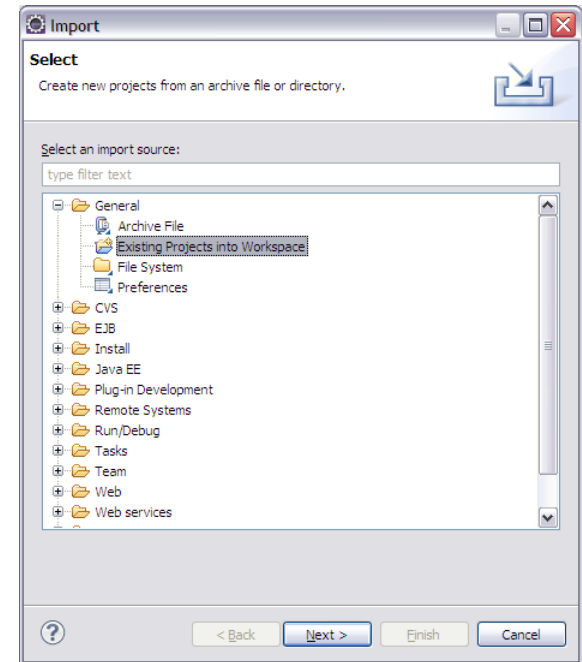 Import
Select
Create new projects from an archive file or directory.
Select an import source:
type filter text
General
Archive File
Existing Projects into Workspace
File System
Preferences
CVS
EJB
Install
Java EE
Plug-in Development
Remote Systems
Run/Debug
Tasks
Team
Web
Web services
? < Back Next > Finish Cancel